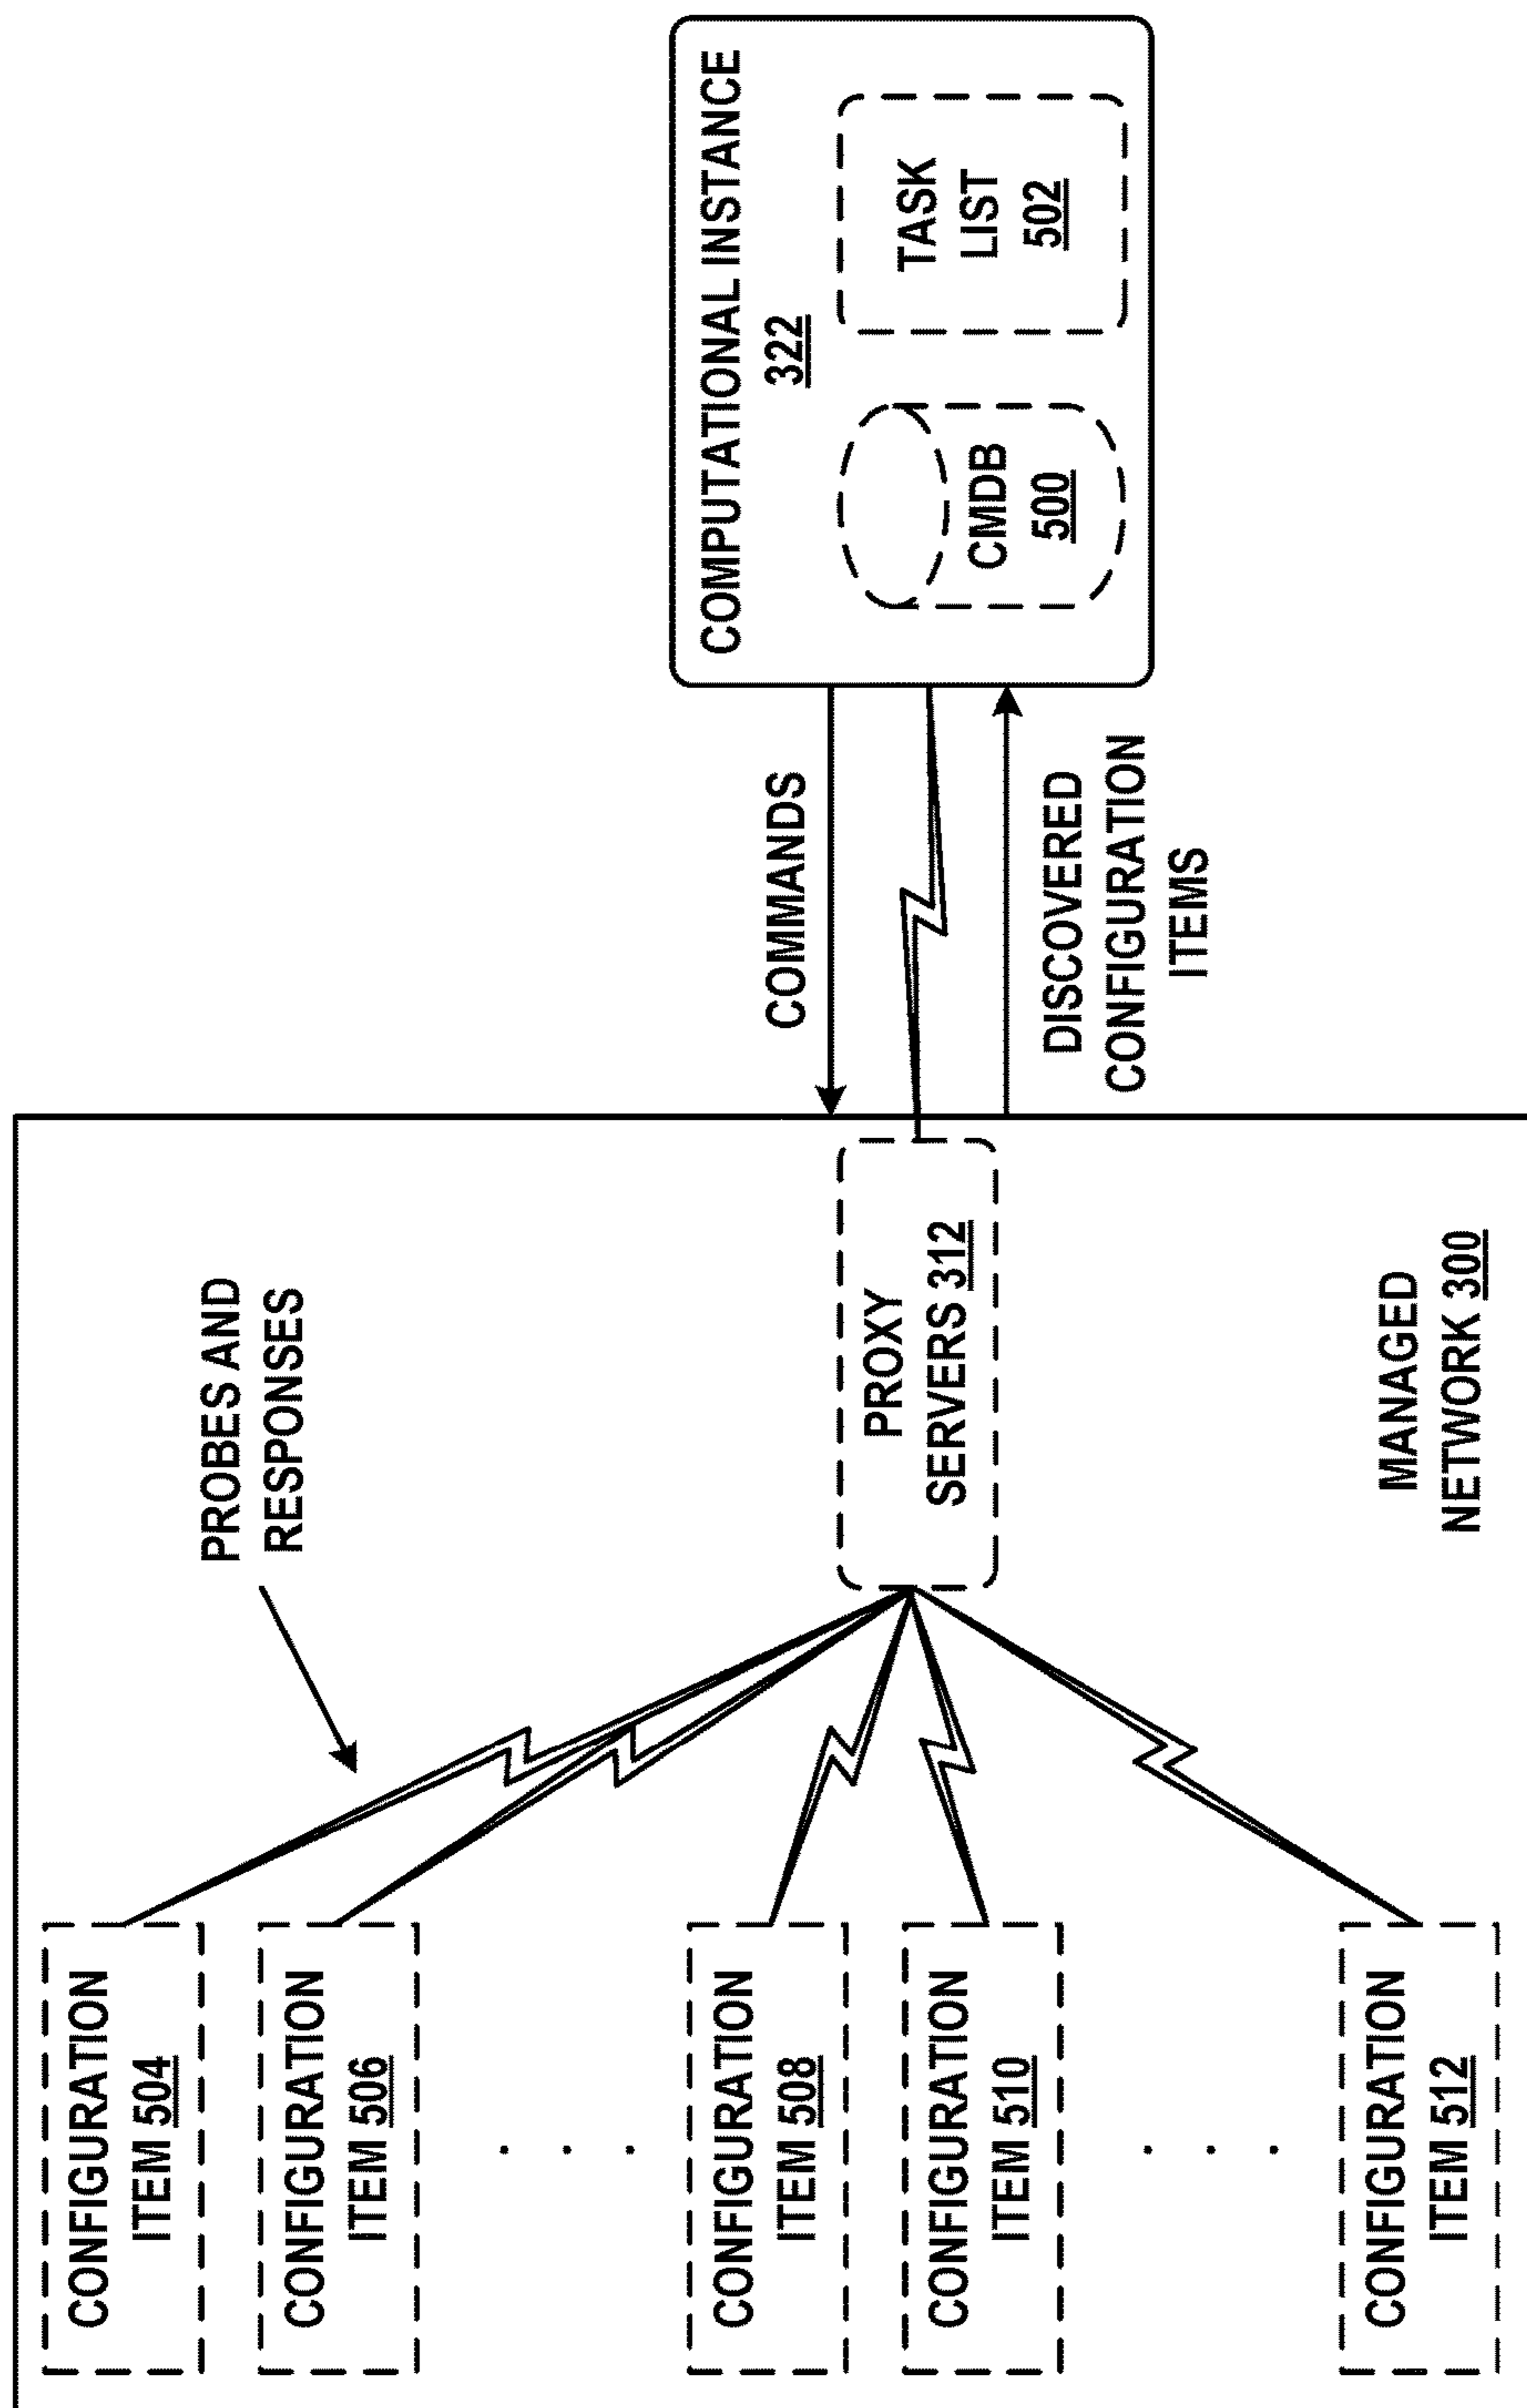 COMPUTATIONAL INSTANCE
322
CMDB
500
TASK
LIST
502
COMMANDS
DISCOVERED
CONFIGURATION
ITEMS
PROBES AND
RESPONSES
PROXY
SERVERS 312
MANAGED
NETWORK 300
CONFIGURATION
ITEM 504
CONFIGURATION
ITEM 506
. . .
CONFIGURATION
ITEM 508
CONFIGURATION
ITEM 510
. . .
CONFIGURATION
ITEM 512